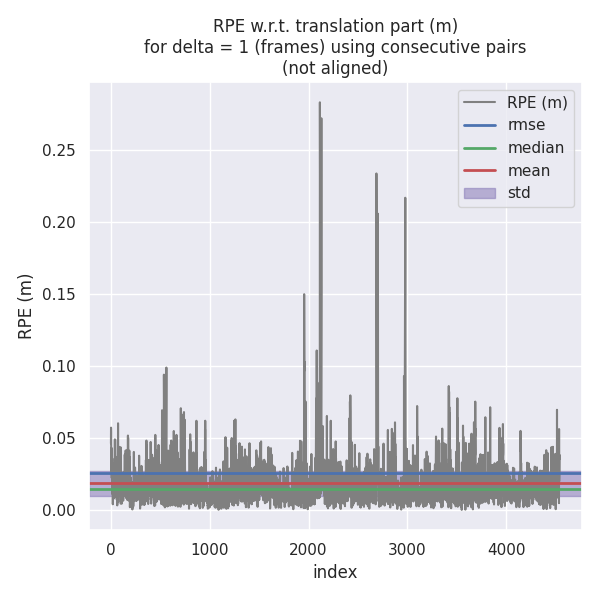 RPE w.r.t. translation part (m)
for delta = 1 (frames) using consecutive pairs
(not aligned)
RPE (m)
rmse
median
mean
std
RPE (m)
0.25
0.20
0.15
0.10
0.05
0.00
0 1000 2000 3000 4000
index